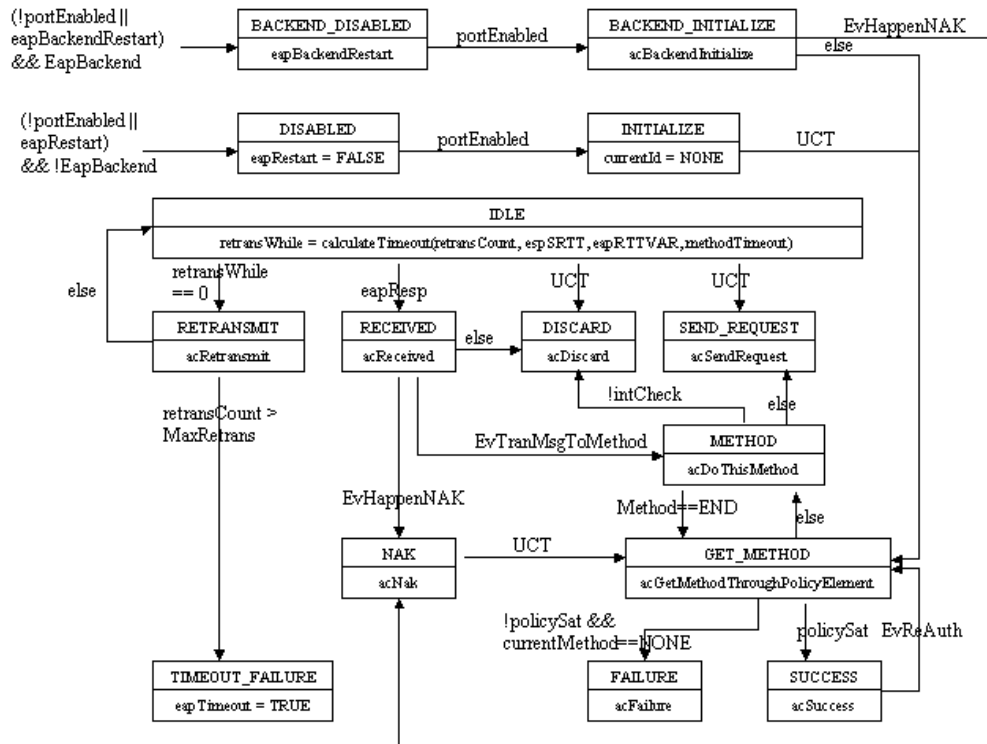 (!portEnabled ||
eapBackendRestart)
&& EapBackend
BACKEND_DISABLED
eapBackendRestart
portEnabled
BACKEND_INITIALIZE
acBackendInitialize
EvHappenNAK
else
(!portEnabled ||
eapRestart)
&& !EapBackend
DISABLED
eapRestart = FALSE
portEnabled
INITIALIZE
currentId = NONE
UCT
IDLE
retransWhile = calculateTimeout(retransCount, espSRTT, eapRTTVAR, methodTimeout)
else
retransWhile
== 0
eapResp
UCT
UCT
RETRANSMIT
acRetransmit
RECEIVED
acReceived
else
DISCARD
acDiscard
SEND_REQUEST
acSendRequest
!intCheck
else
retransCount >
MaxRetrans
EvTranMsgToMethod
METHOD
acDoThisMethod
EvHappenNAK
Method==END
else
NAK
acNak
UCT
GET_METHOD
acGetMethodThroughPolicyElement
!policySat &&
currentMethod==NONE
policySat
EvReAuth
TIMEOUT_FAILURE
eapTimeout = TRUE
FAILURE
acFailure
SUCCESS
acSuccess